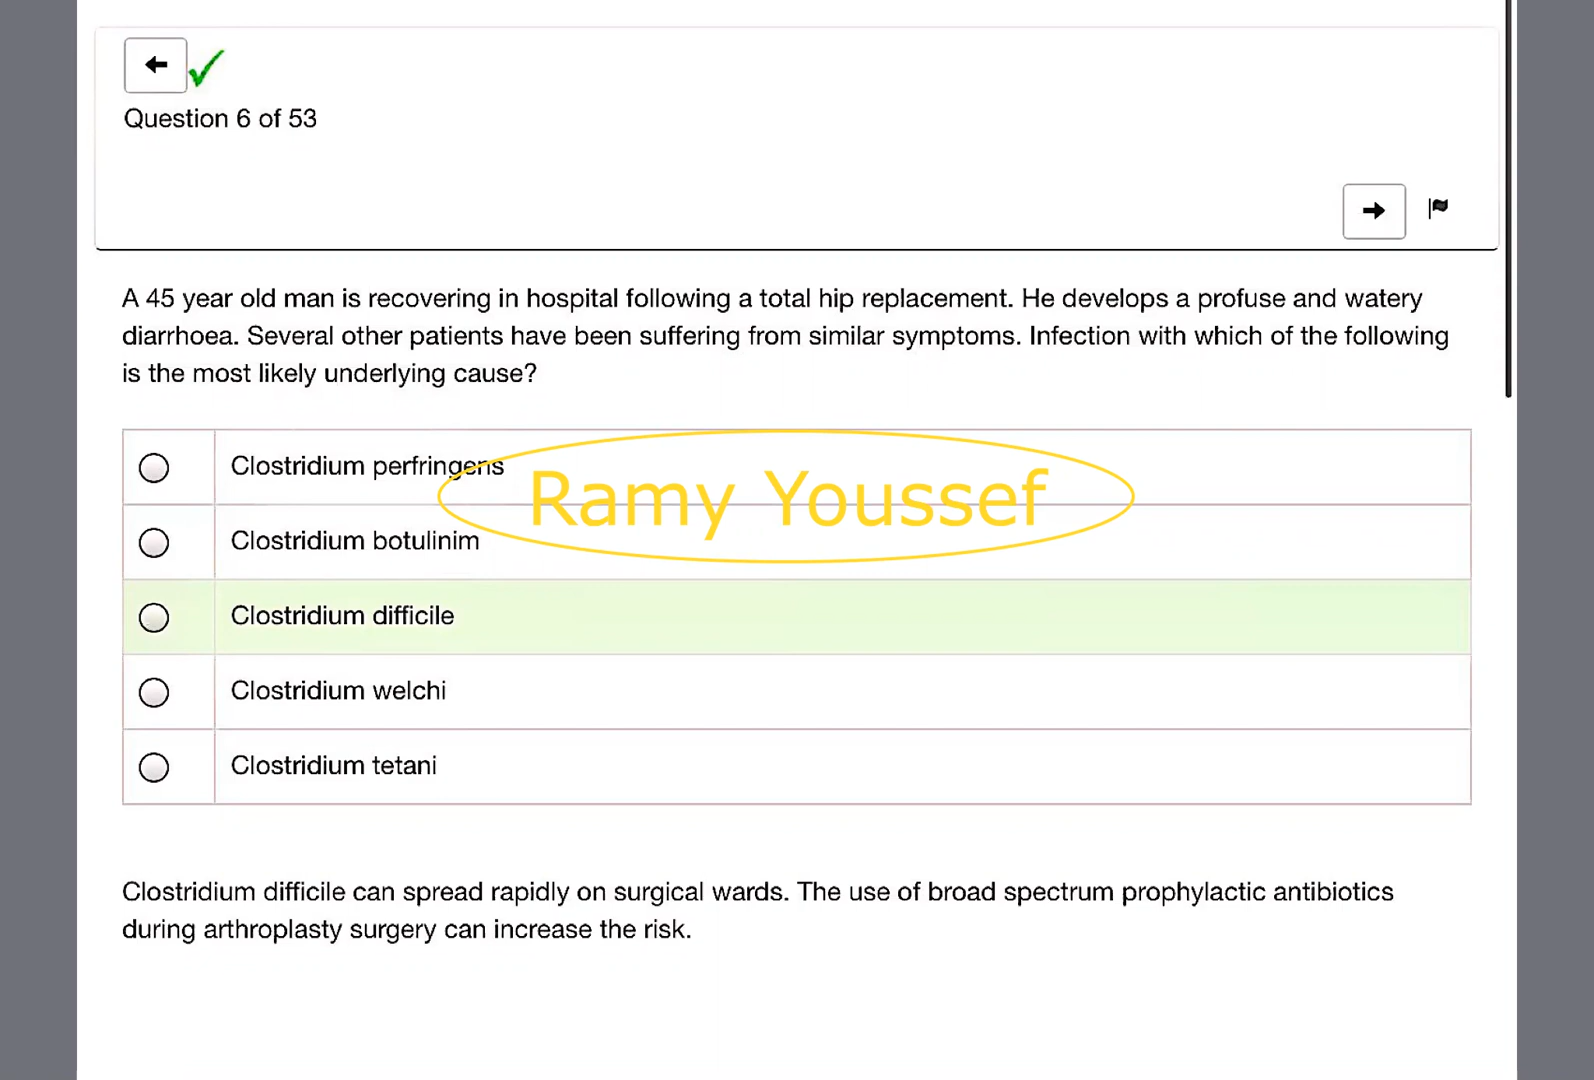 Question 6 of 53
A 45 year old man is recovering in hospital following a total hip replacement. He develops a profuse and watery
diarrhoea. Several other patients have been suffering from similar symptoms. Infection with which of the following
is the most likely underlying cause?
Clostridium perfringens
Ramy Youssef
Clostridium botulinim
Clostridium difficile
Clostridium welchi
Clostridium tetani
Clostridium difficile can spread rapidly on surgical wards. The use of broad spectrum prophylactic antibiotics
during arthroplasty surgery can increase the risk.